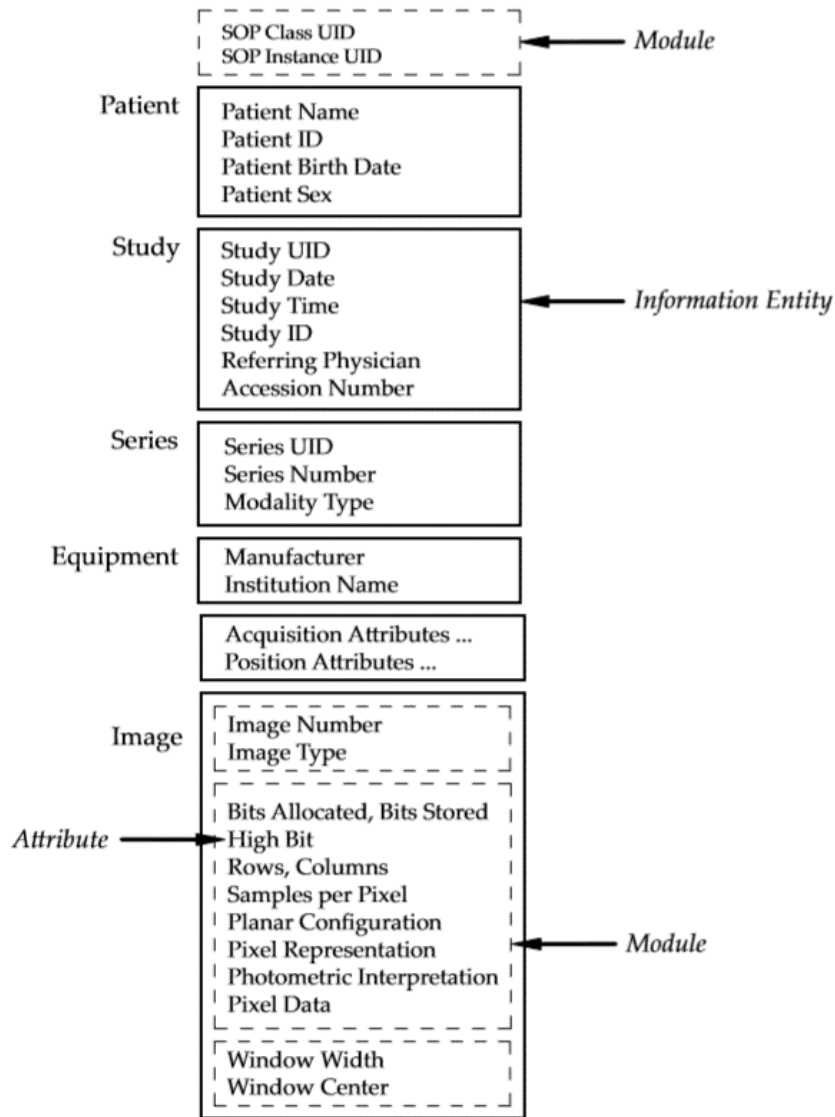 SOP Class UID
SOP Instance UID
Module
Patient
Patient Name
Patient ID
Patient Birth Date
Patient Sex
Study
Study UID
Study Date
Study Time
Study ID
Referring Physician
Accession Number
Information Entity
Series
Series UID
Series Number
Modality Type
Equipment
Manufacturer
Institution Name
Acquisition Attributes ...
Position Attributes ...
Image
Image Number
Image Type
Attribute
Bits Allocated, Bits Stored
High Bit
Rows, Columns
Samples per Pixel
Planar Configuration
Pixel Representation
Photometric Interpretation
Pixel Data
Module
Window Width
Window Center